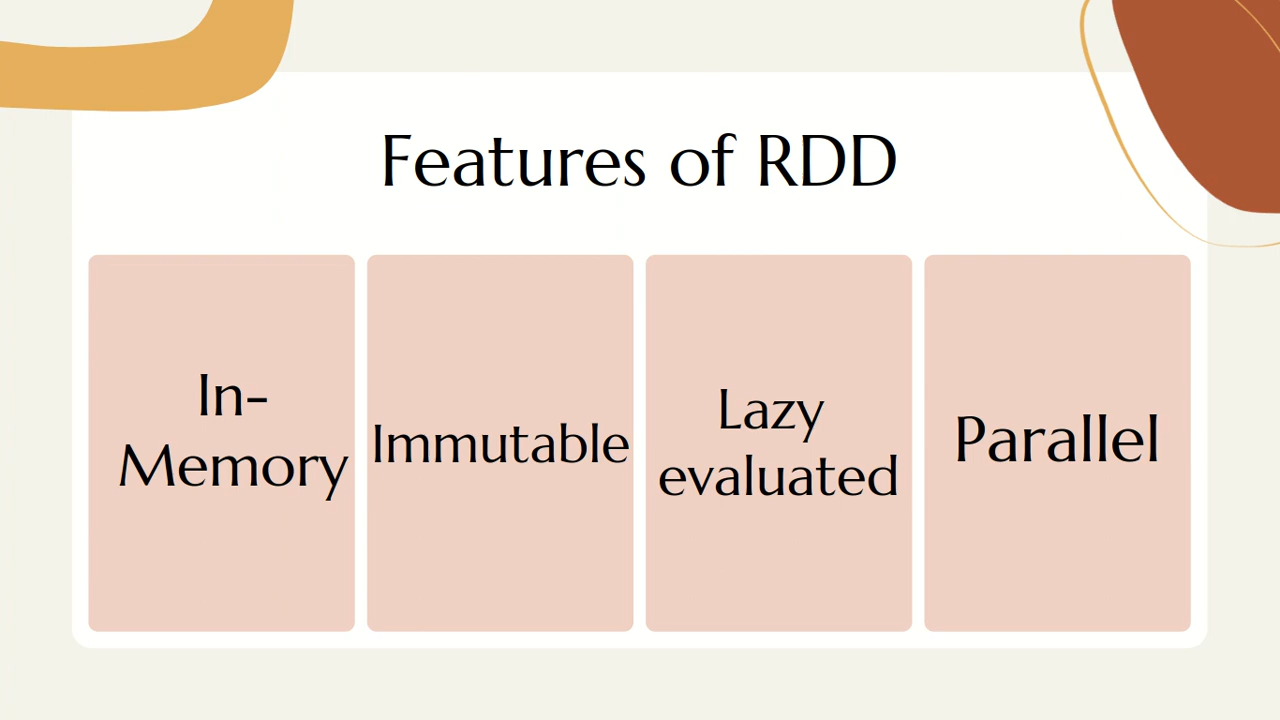 Features of RDD
In-
Memory
Immutable
Lazy
evaluated
Parallel